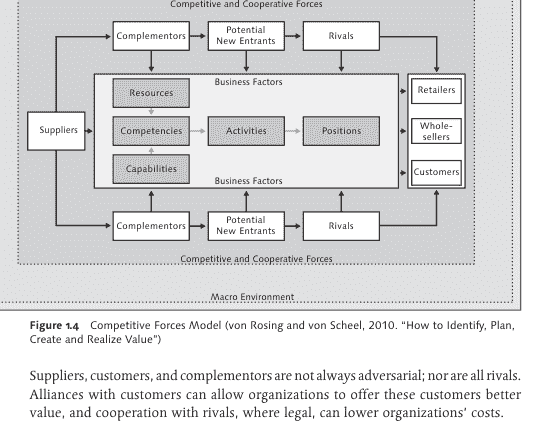 Competitive and Cooperative Forces
Complementors
Potential
New Entrants
Rivals
Business Factors
Resources
Retailers
Suppliers
Competencies
Activities
Positions
Whole-
sellers
Capabilities
Customers
Business Factors
Complementors
Potential
New Entrants
Rivals
Competitive and Cooperative Forces
Macro Environment
Figure 1.4 Competitive Forces Model (von Rosing and von Scheel, 2010. “How to Identify, Plan,
Create and Realize Value”)
Suppliers, customers, and complementors are not always adversarial; nor are all rivals.
Alliances with customers can allow organizations to offer these customers better
value, and cooperation with rivals, where legal, can lower organizations’ costs.